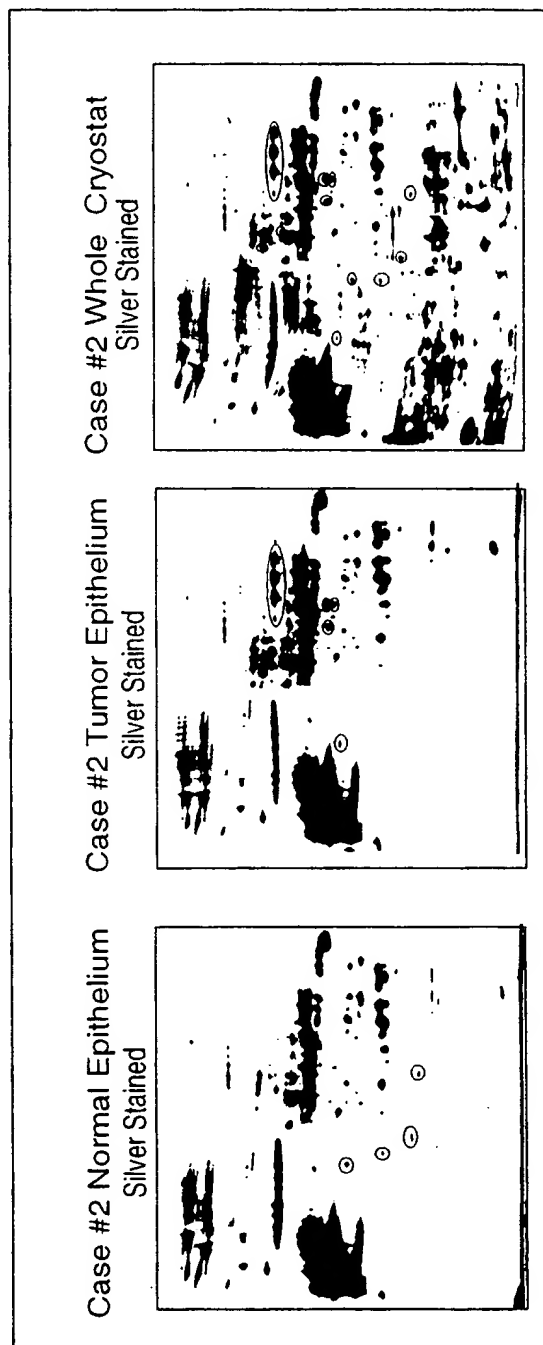 Case #2 Normal Epithelium
Silver Stained
Case #2 Tumor Epithelium
Silver Stained
Case #2 Whole Cryostat
Silver Stained